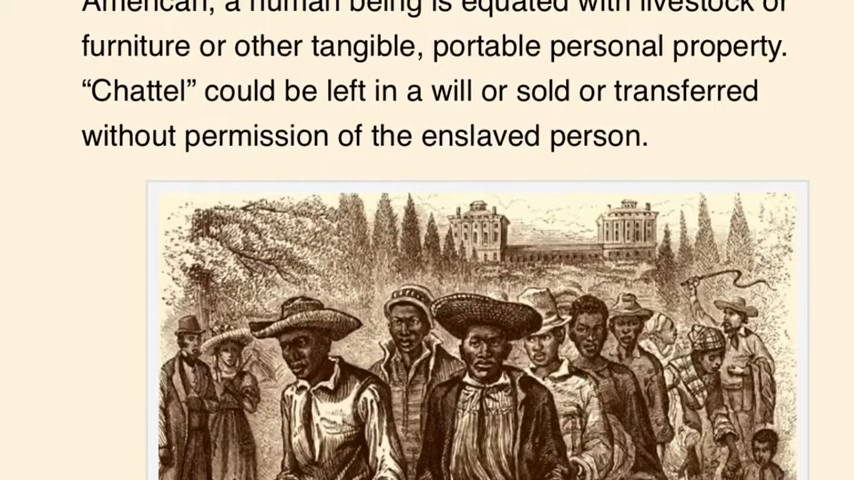 American, a human being is equated with livestock or
furniture or other tangible, portable personal property.
“Chattel” could be left in a will or sold or transferred
without permission of the enslaved person.